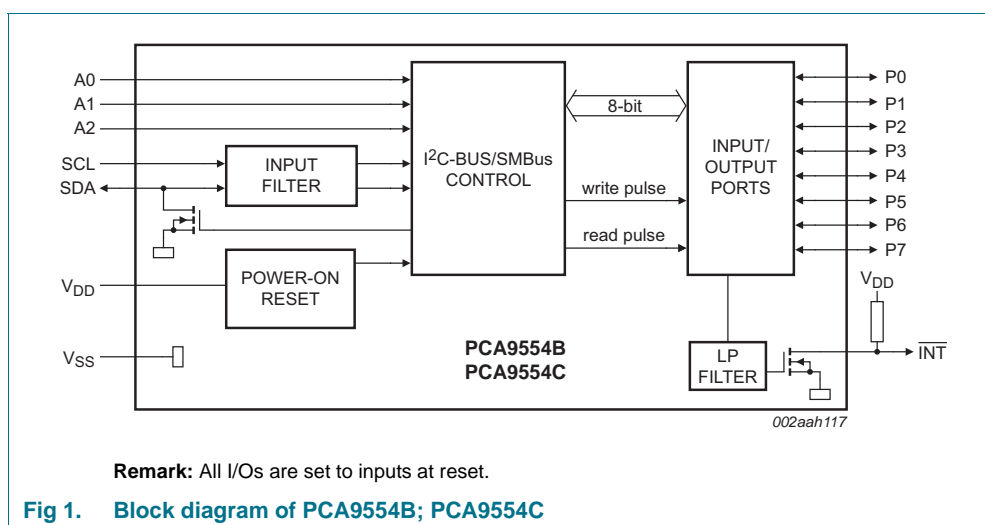 A0
A1
A2
SCL
SDA
VDD
VSS
INPUT
FILTER
POWER-ON
RESET
I2C-BUS/SMBus
CONTROL
8-bit
write pulse
read pulse
INPUT/
OUTPUT
PORTS
P0
P1
P2
P3
P4
P5
P6
P7
VDD
INT
LP
FILTER
PCA9554B
PCA9554C
002aah117
Remark: All I/Os are set to inputs at reset.
Fig 1. Block diagram of PCA9554B; PCA9554C